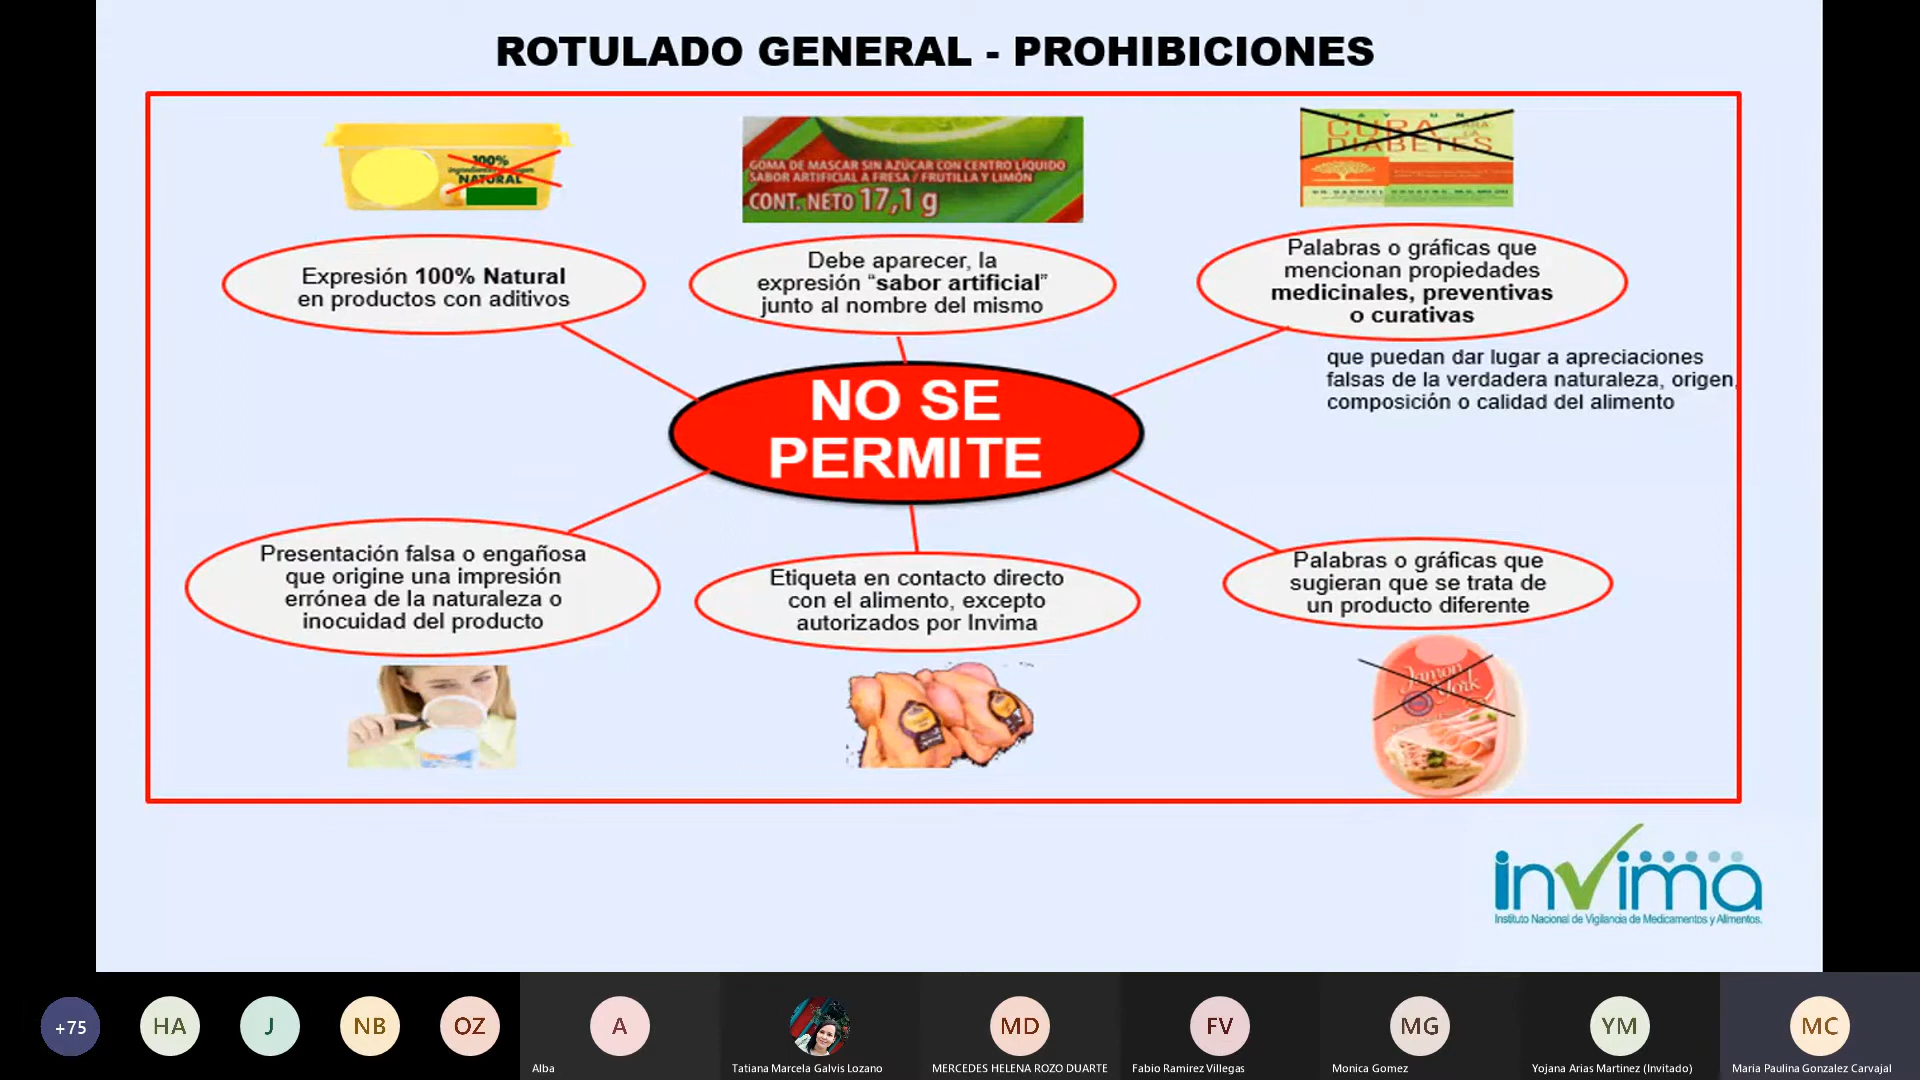 ROTULADO GENERAL - PROHIBICIONES
100%
NATURAL
GOMA DE MASCAR SIN AZÚCAR CON CENTRO LÍQUIDO
SABOR ARTIFICIAL A FRESA / FRUTILLA Y LIMÓN
CONT. NETO 17,1 g
CURA
DIABETES
Expresión 100% Natural
en productos con aditivos
Debe aparecer, la
expresión “sabor artificial”
junto al nombre del mismo
Palabras o gráficas que
mencionan propiedades
medicinales, preventivas
o curativas
que puedan dar lugar a apreciaciones
falsas de la verdadera naturaleza, origen,
composición o calidad del alimento
NO SE
PERMITE
Presentación falsa o engañosa
que origine una impresión
errónea de la naturaleza o
inocuidad del producto
Etiqueta en contacto directo
con el alimento, excepto
autorizados por Invima
Palabras o gráficas que
sugieran que se trata de
un producto diferente
Jamon
York
invima
Instituto Nacional de Vigilancia de Medicamentos y Alimentos.
+75
HA
J
NB
OZ
A
MD
FV
MG
YM
MC
Alba
Tatiana Marcela Galvis Lozano
MERCEDES HELENA ROZO DUARTE
Fabio Ramirez Villegas
Monica Gomez
Yojana Arias Martinez (Invitado)
Maria Paulina Gonzalez Carvajal